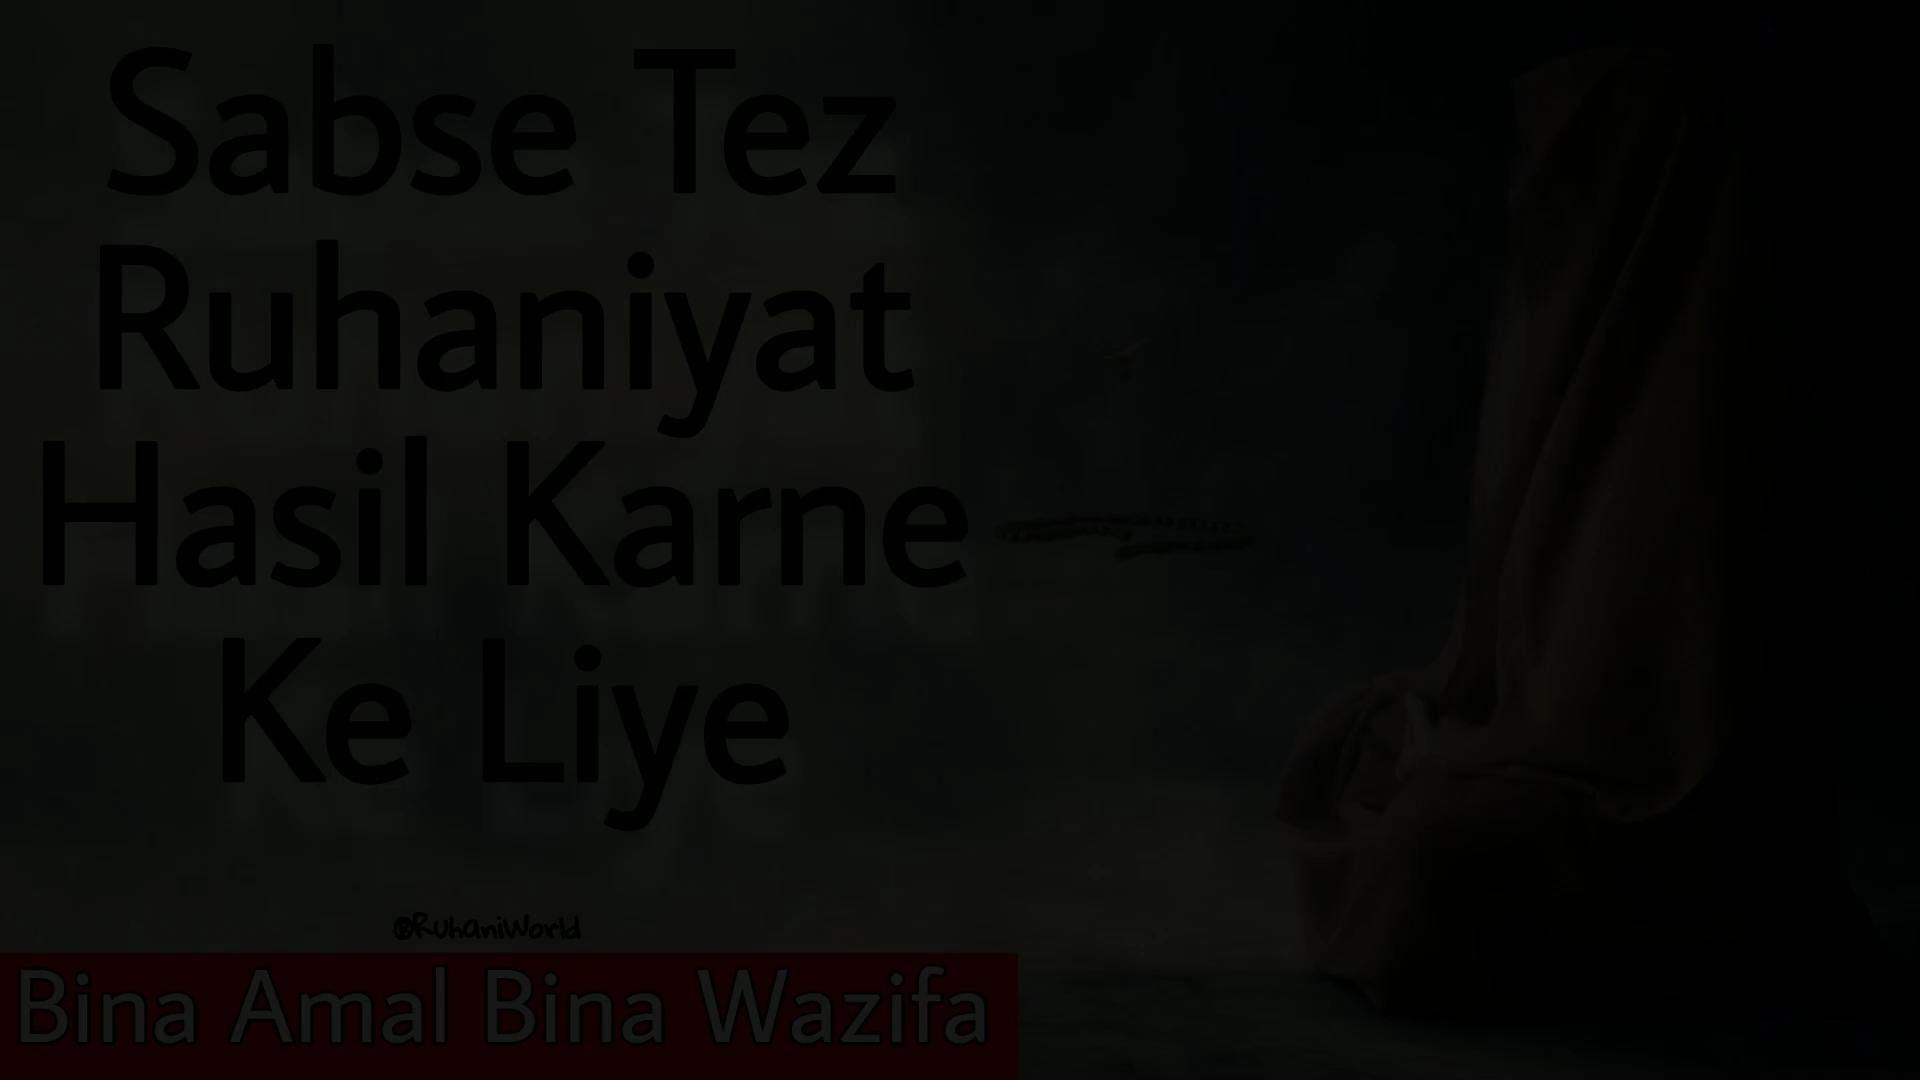 Sabse Tez
Ruhaniyat
Hasil Karne
Ke Liye
@RuhaniWorld
Bina Amal Bina Wazifa